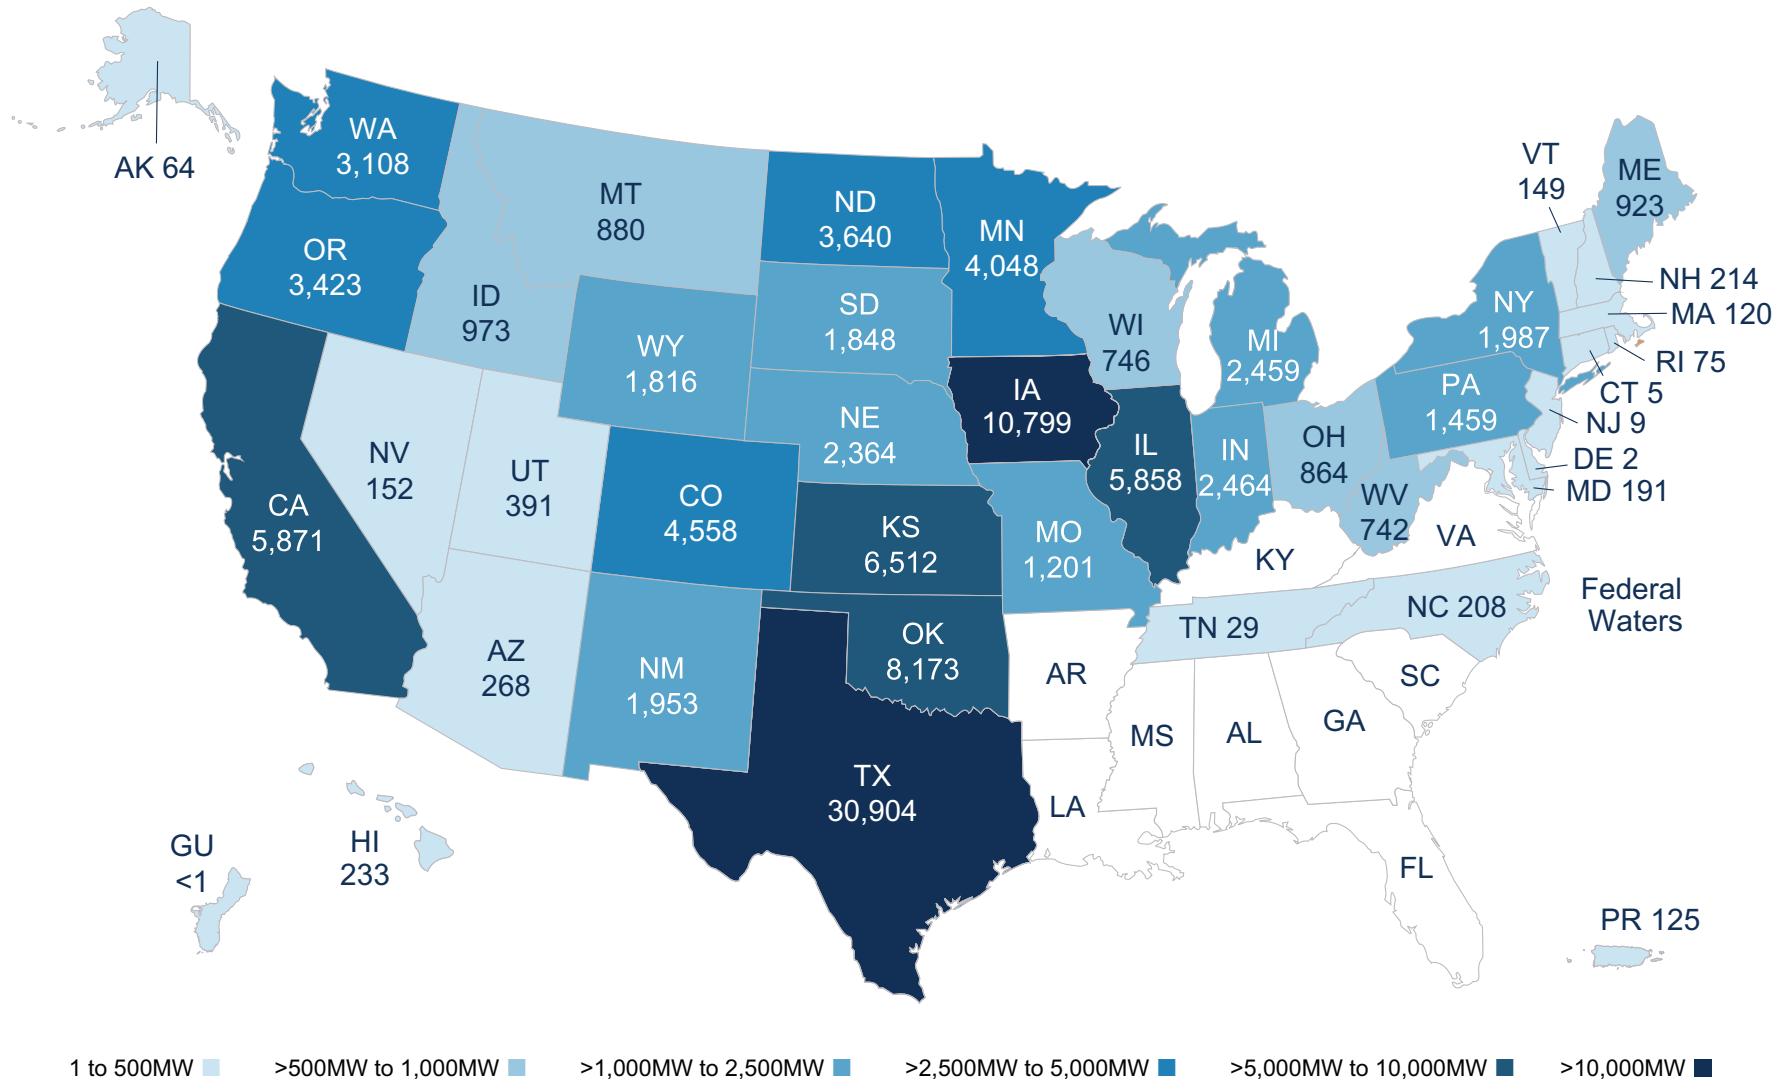 AK 64
WA
3,108
OR
3,423
CA
5,871
ID
973
NV
152
MT
880
WY
1,816
UT
391
AZ
268
CO
4,558
NM
1,953
ND
3,640
SD
1,848
NE
2,364
KS
6,512
OK
8,173
TX
30,904
MN
4,048
IA
10,799
MO
1,201
AR
LA
WI
746
IL
5,858
MI
2,459
IN
2,464
OH
864
KY
TN 29
MS
AL
GA
FL
SC
NC 208
VA
WV
742
PA
1,459
NY
1,987
VT
149
ME
923
NH 214
MA 120
RI 75
CT 5
NJ 9
DE 2
MD 191
Federal
Waters
GU
<1
HI
233
PR 125
1 to 500MW
>500MW to 1,000MW
>1,000MW to 2,500MW
>2,500MW to 5,000MW
>5,000MW to 10,000MW
>10,000MW